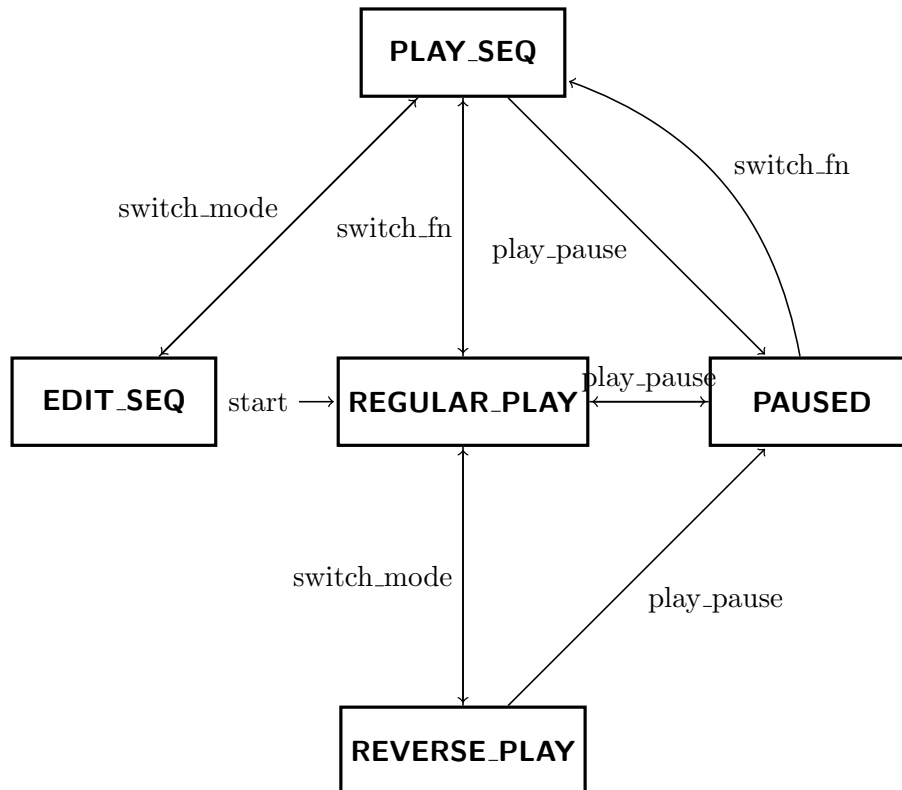 PLAY_SEQ
switch_fn
switch_mode
switch_fn
play_pause
play_pause
EDIT_SEQ
start
REGULAR_PLAY
PAUSED
switch_mode
play_pause
REVERSE_PLAY